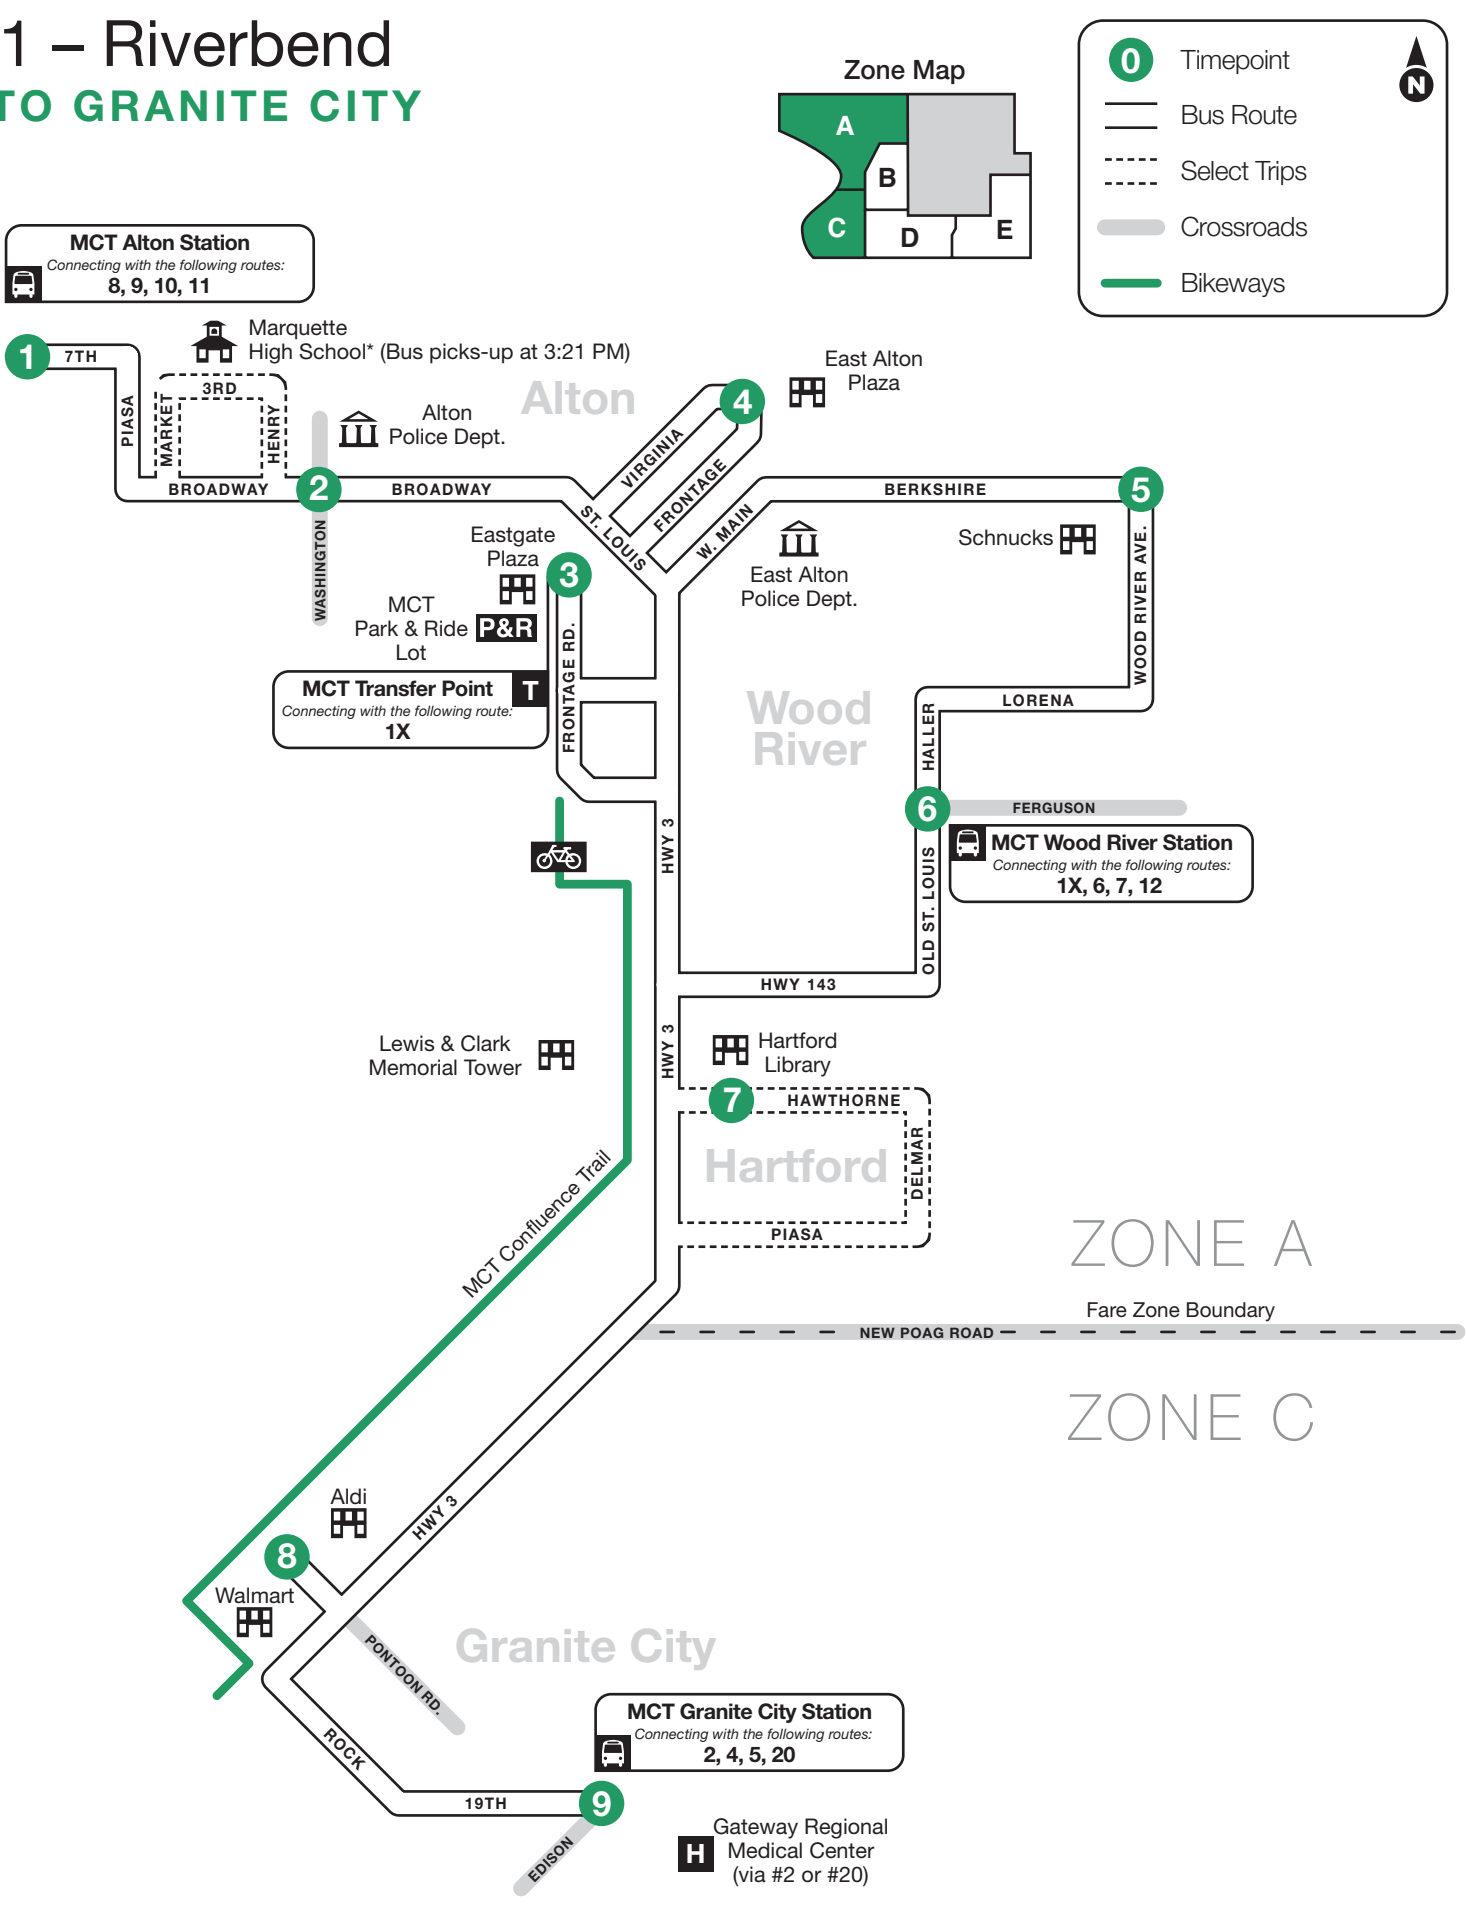 1 – Riverbend
TO GRANITE CITY
Zone Map
A
B
C
D
E
0 Timepoint
Bus Route
Select Trips
Crossroads
Bikeways
N
MCT Alton Station
Connecting with the following routes:
8, 9, 10, 11
1
7TH
PIASA
MARKET
3RD
HENRY
Marquette
High School* (Bus picks-up at 3:21 PM)
Alton
Alton
Police Dept.
BROADWAY
2
WASHINGTON
BROADWAY
ST. LOUIS
VIRGINIA
4
FRONTAGE
East Alton
Plaza
W. MAIN
BERKSHIRE
5
East Alton
Police Dept.
Schnucks
WOOD RIVER AVE.
Eastgate
Plaza
3
MCT
Park & Ride
Lot
P&R
MCT Transfer Point
T
Connecting with the following route:
1X
FRONTAGE RD.
Wood
River
LORENA
HALLER
6
FERGUSON
MCT Wood River Station
Connecting with the following routes:
1X, 6, 7, 12
HWY 3
OLD ST. LOUIS
HWY 143
Lewis & Clark
Memorial Tower
HWY 3
Hartford
Library
7
HAWTHORNE
Hartford
DELMAR
PIASA
MCT Confluence Trail
ZONE A
Fare Zone Boundary
NEW POAG ROAD
ZONE C
Aldi
HWY 3
8
Walmart
PONTOON RD.
Granite City
ROCK
MCT Granite City Station
Connecting with the following routes:
2, 4, 5, 20
19TH
9
EDISON
H
Gateway Regional
Medical Center
(via #2 or #20)